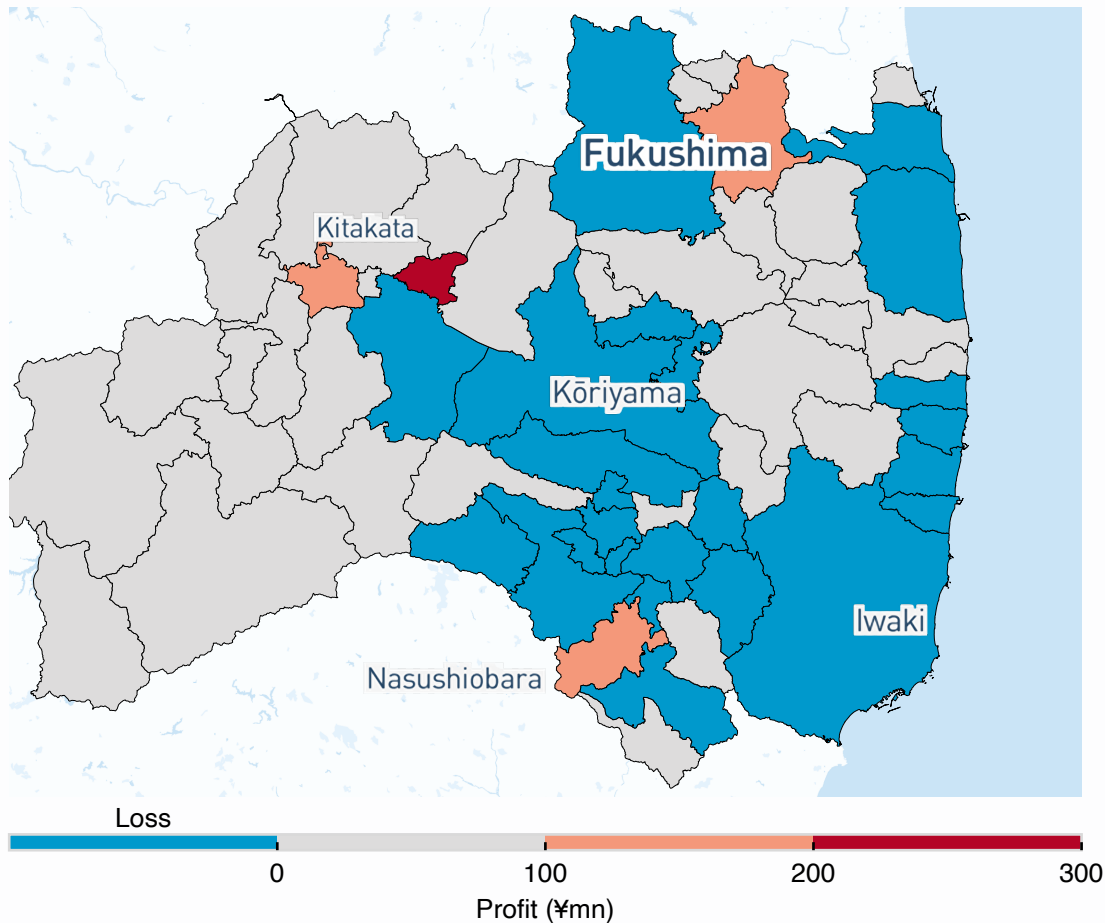 Fukushima
Kitakata
Kōriyama
Iwaki
Nasushiobara
Loss
0 100 200 300
Profit (¥mn)